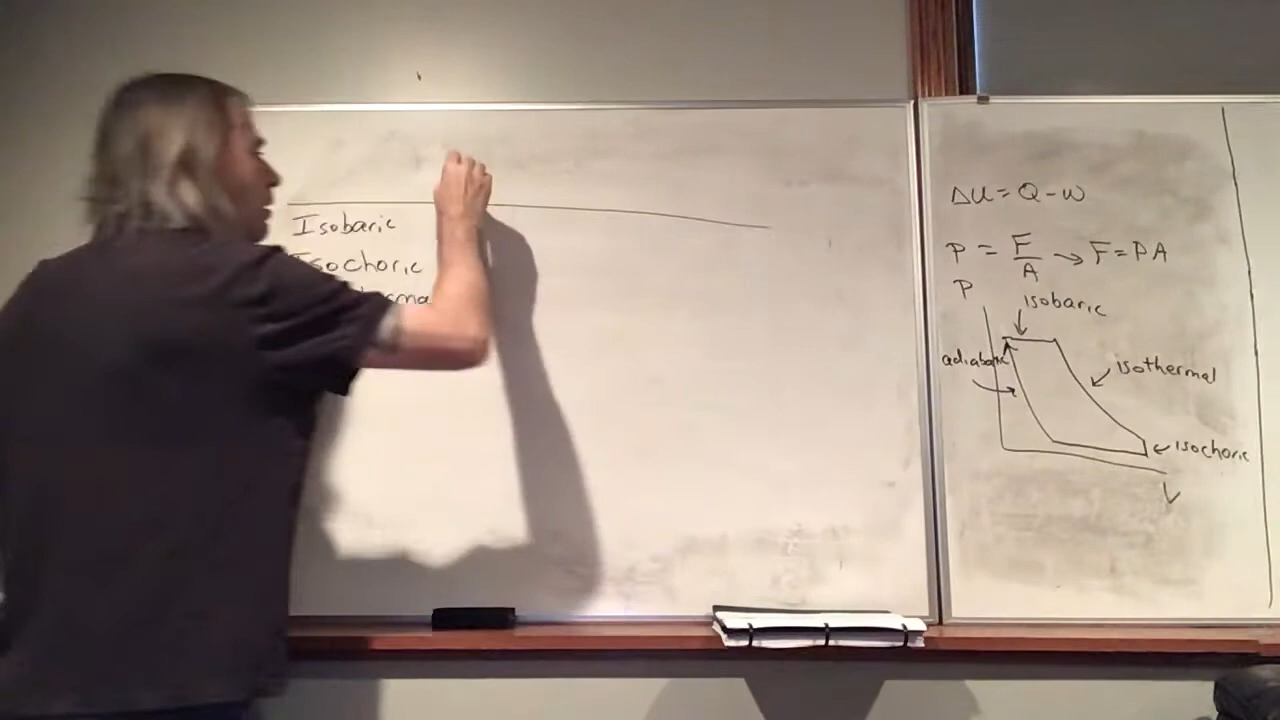 Isobaric
Isochoric
ΔU = Q - W
P = F/A → F = PA
P
isobaric
adiabatic
isothermal
isochoric
V